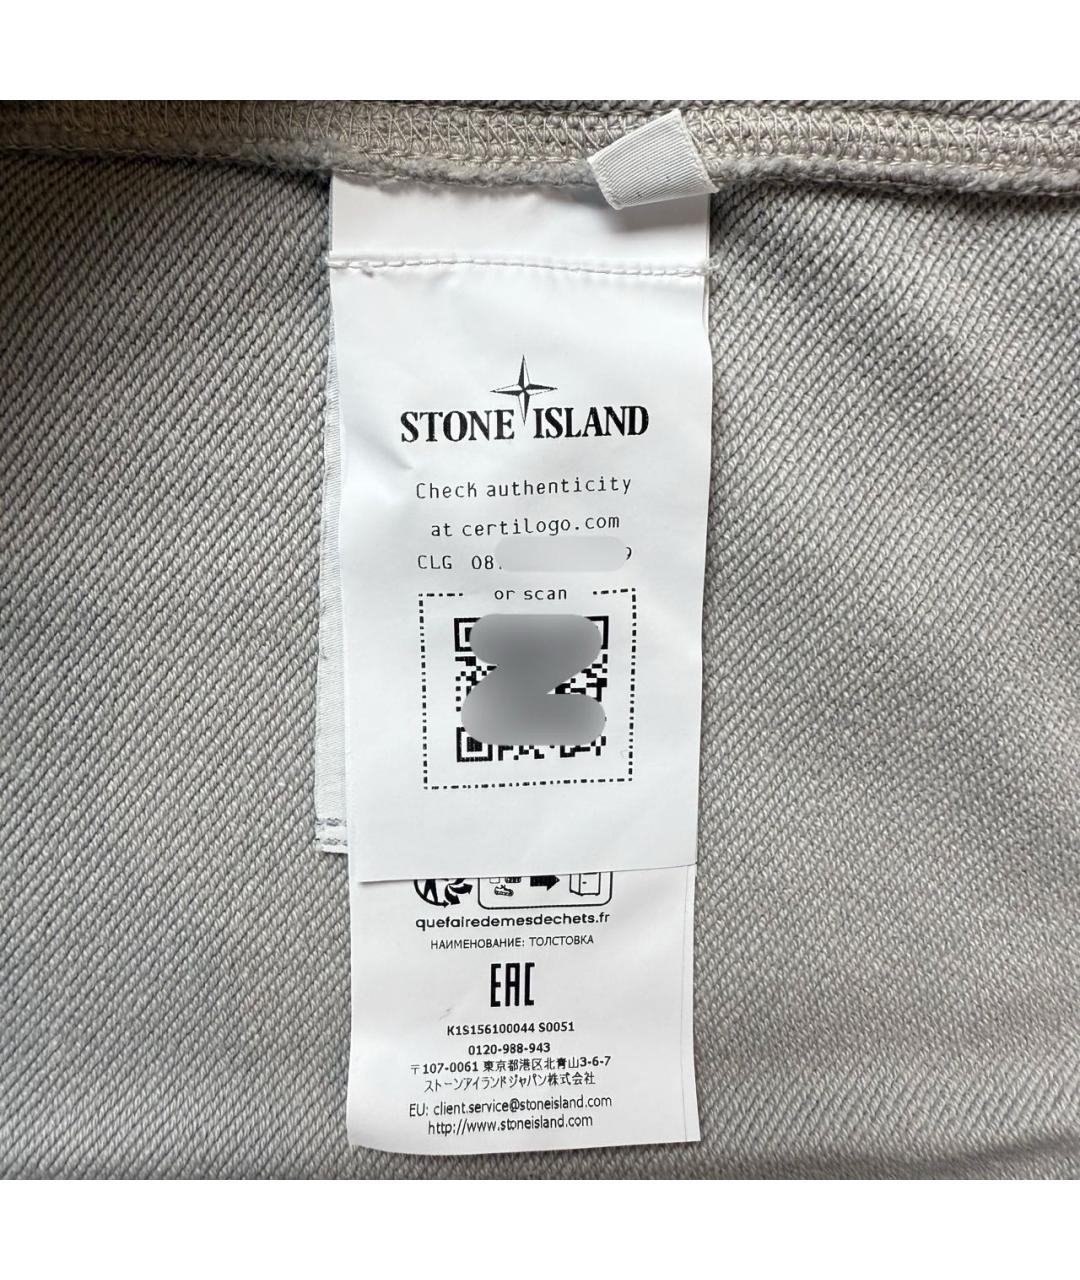 STONE ISLAND
Check authenticity
at certilogo.com
CLG 08. 9
or scan
quefairedemesdechets.fr
НАИМЕНОВАНИЕ: ТОЛСТОВКА
EAC
K1S156100044 S0051
0120-988-943
〒107-0061 東京都港区北青山3-6-7
ストーンアイランドジャパン株式会社
EU: client.service@stoneisland.com
http://www.stoneisland.com